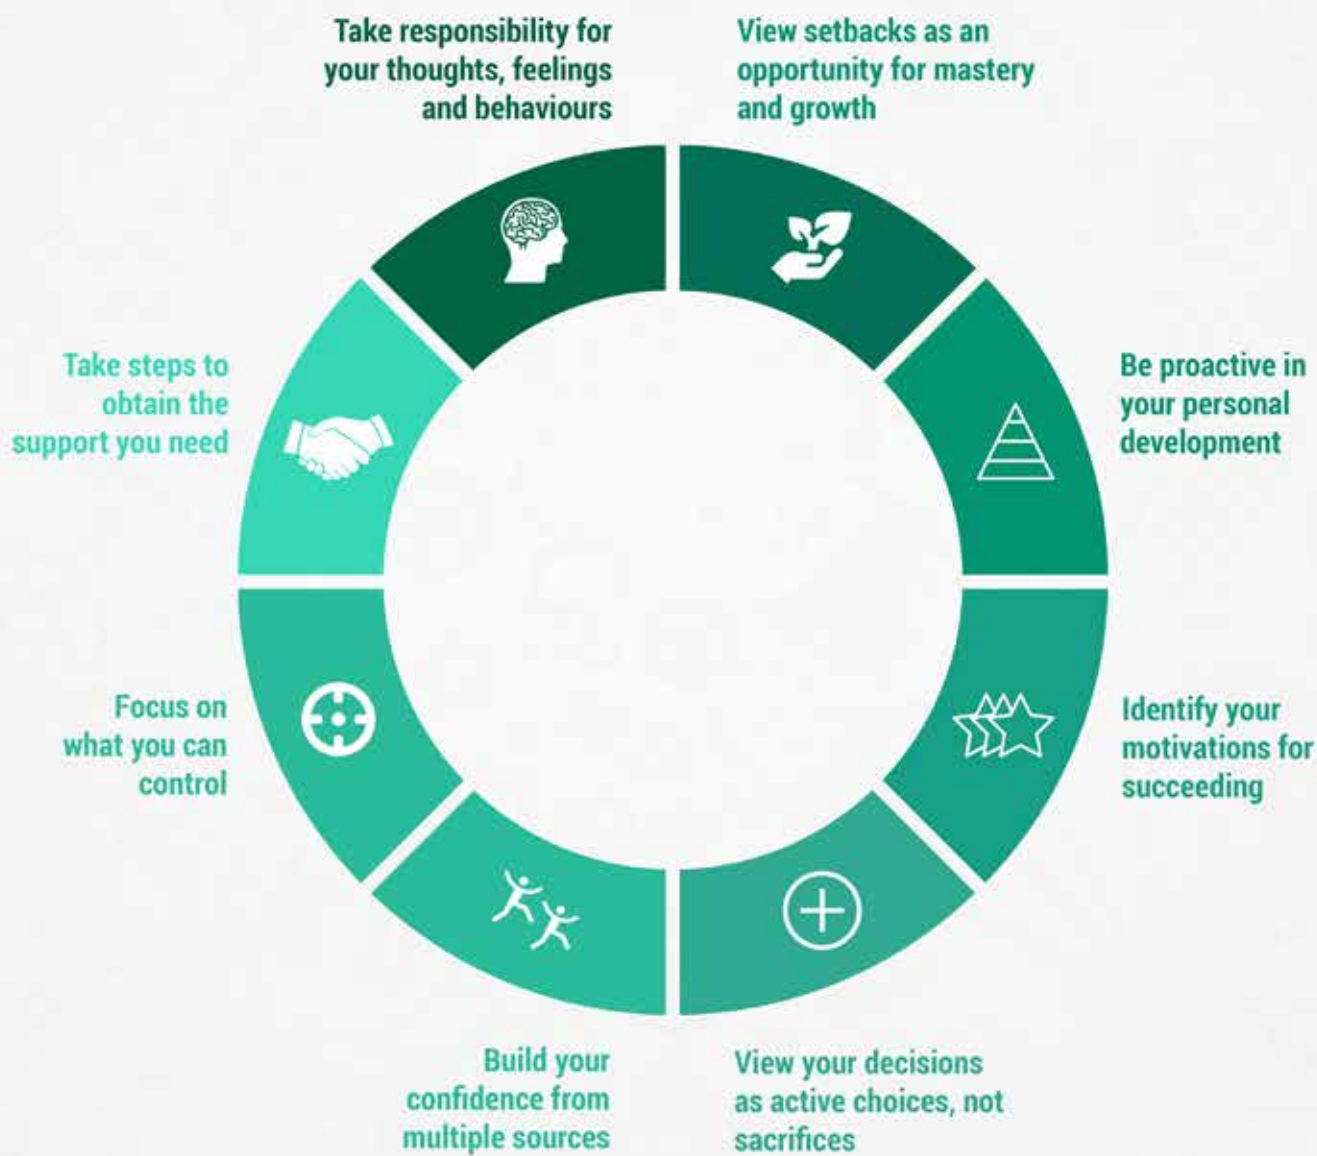 Take responsibility for
your thoughts, feelings
and behaviours
View setbacks as an
opportunity for mastery
and growth
Be proactive in
your personal
development
Identify your
motivations for
succeeding
View your decisions
as active choices, not
sacrifices
Build your
confidence from
multiple sources
Focus on
what you can
control
Take steps to
obtain the
support you need